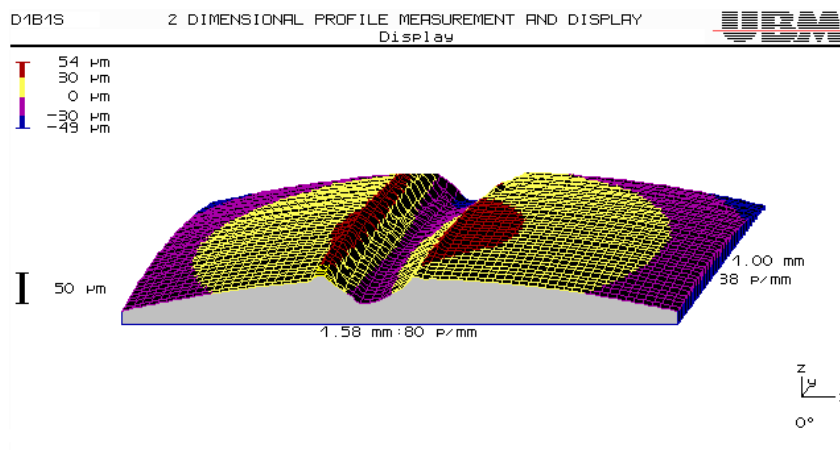 D1B1S 2 DIMENSIONAL PROFILE MEASUREMENT AND DISPLAY UBM
Display
54 µm
30 µm
0 µm
-30 µm
-49 µm
1.00 mm
38 p/mm
50 µm
1.58 mm:80 p/mm
z
y
0°